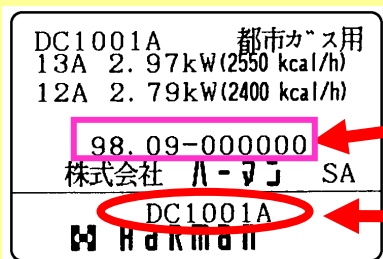 DC1001A 都市ガス用
13A 2.97kW(2550 kcal/h)
12A 2.79kW(2400 kcal/h)
98.09-000000
株式会社 ハーマン SA
DC1001A
Harman